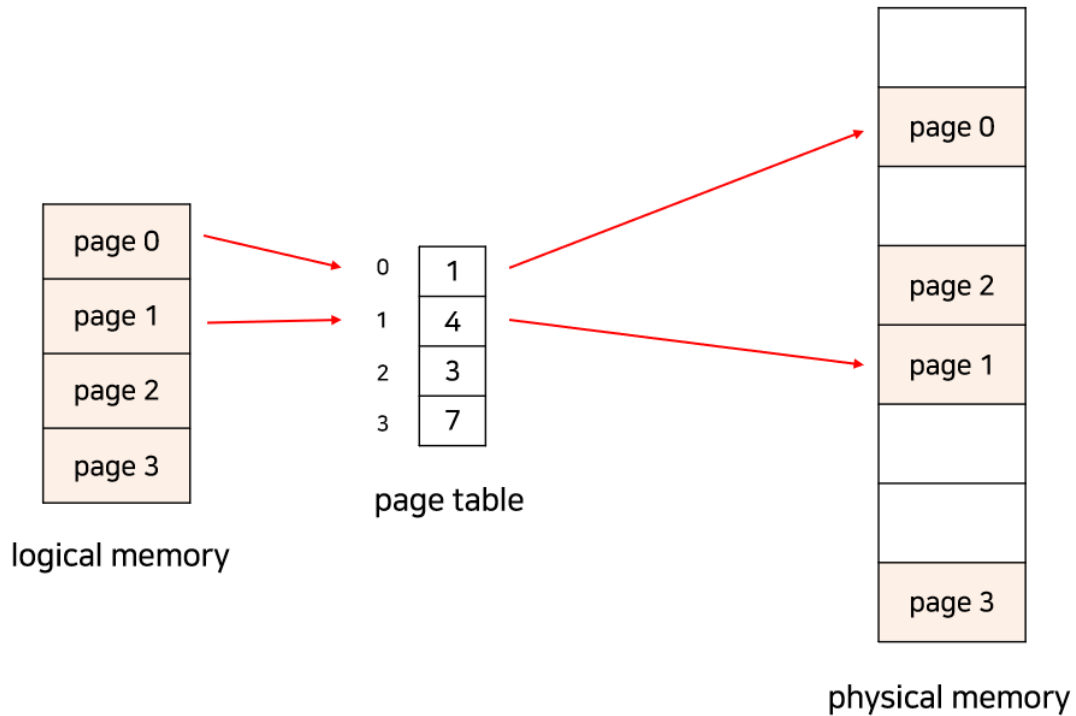 page 0
page 1
page 2
page 3
logical memory
0 1
1 4
2 3
3 7
page table
page 0
page 2
page 1
page 3
physical memory